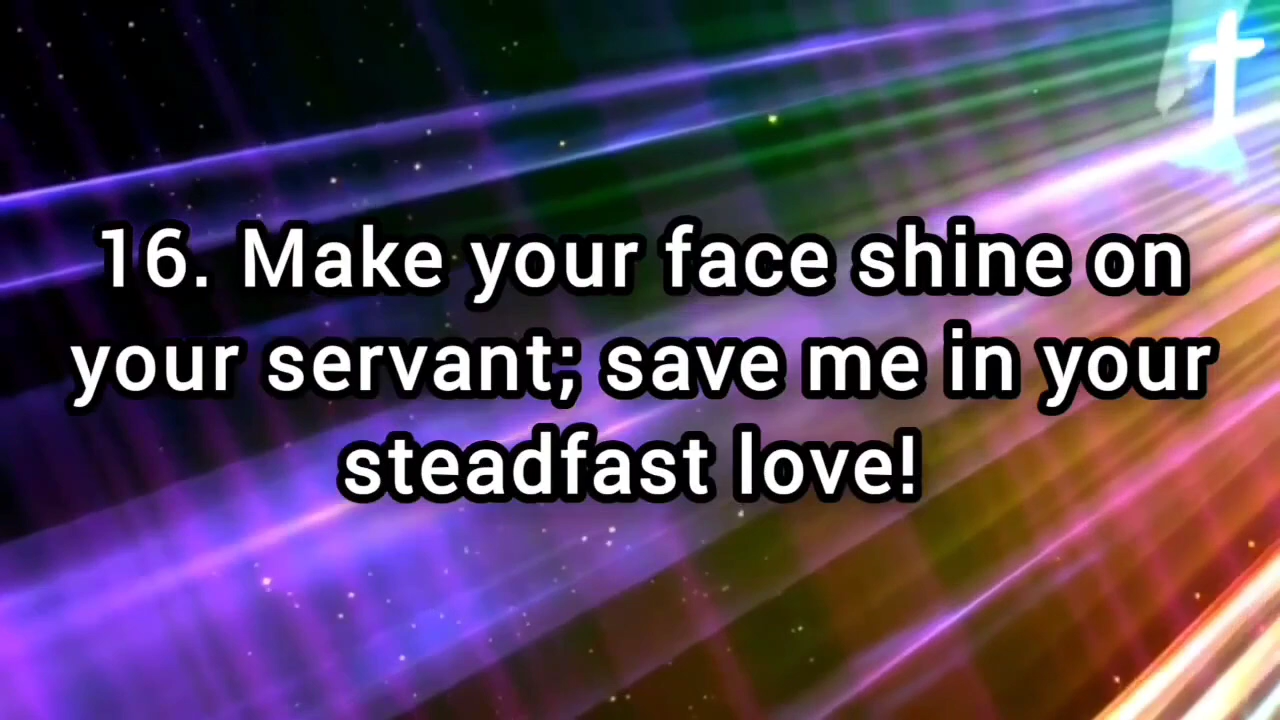 16. Make your face shine on
your servant; save me in your
steadfast love!